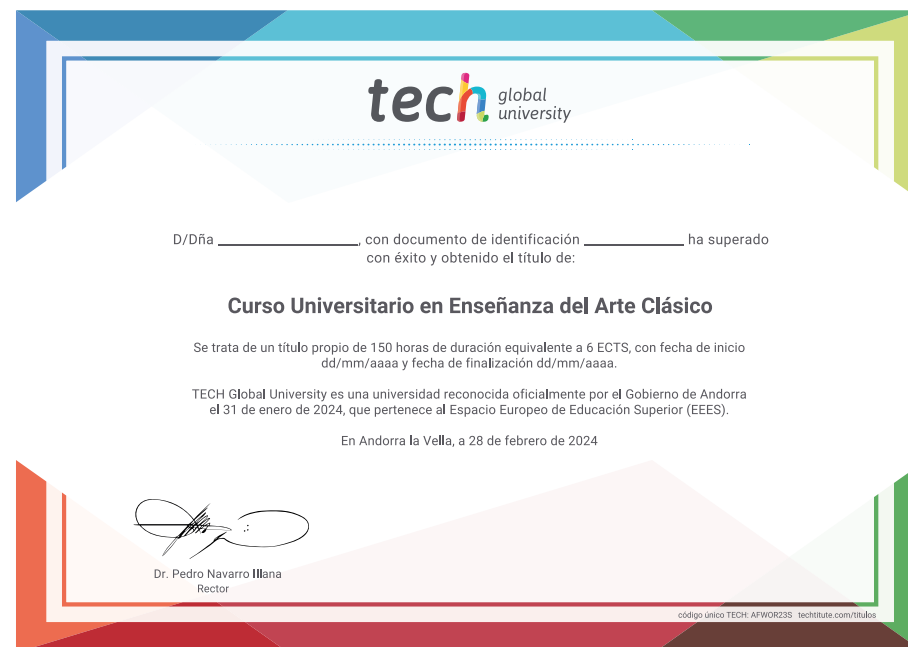 tech global university
D/Dña ____________________, con documento de identificación ______________ ha superado
con éxito y obtenido el título de:
Curso Universitario en Enseñanza del Arte Clásico
Se trata de un título propio de 150 horas de duración equivalente a 6 ECTS, con fecha de inicio
dd/mm/aaaa y fecha de finalización dd/mm/aaaa.
TECH Global University es una universidad reconocida oficialmente por el Gobierno de Andorra
el 31 de enero de 2024, que pertenece al Espacio Europeo de Educación Superior (EEES).
En Andorra la Vella, a 28 de febrero de 2024
Dr. Pedro Navarro Illana
Rector
código único TECH: AFWOR23S techtitute.com/titulos